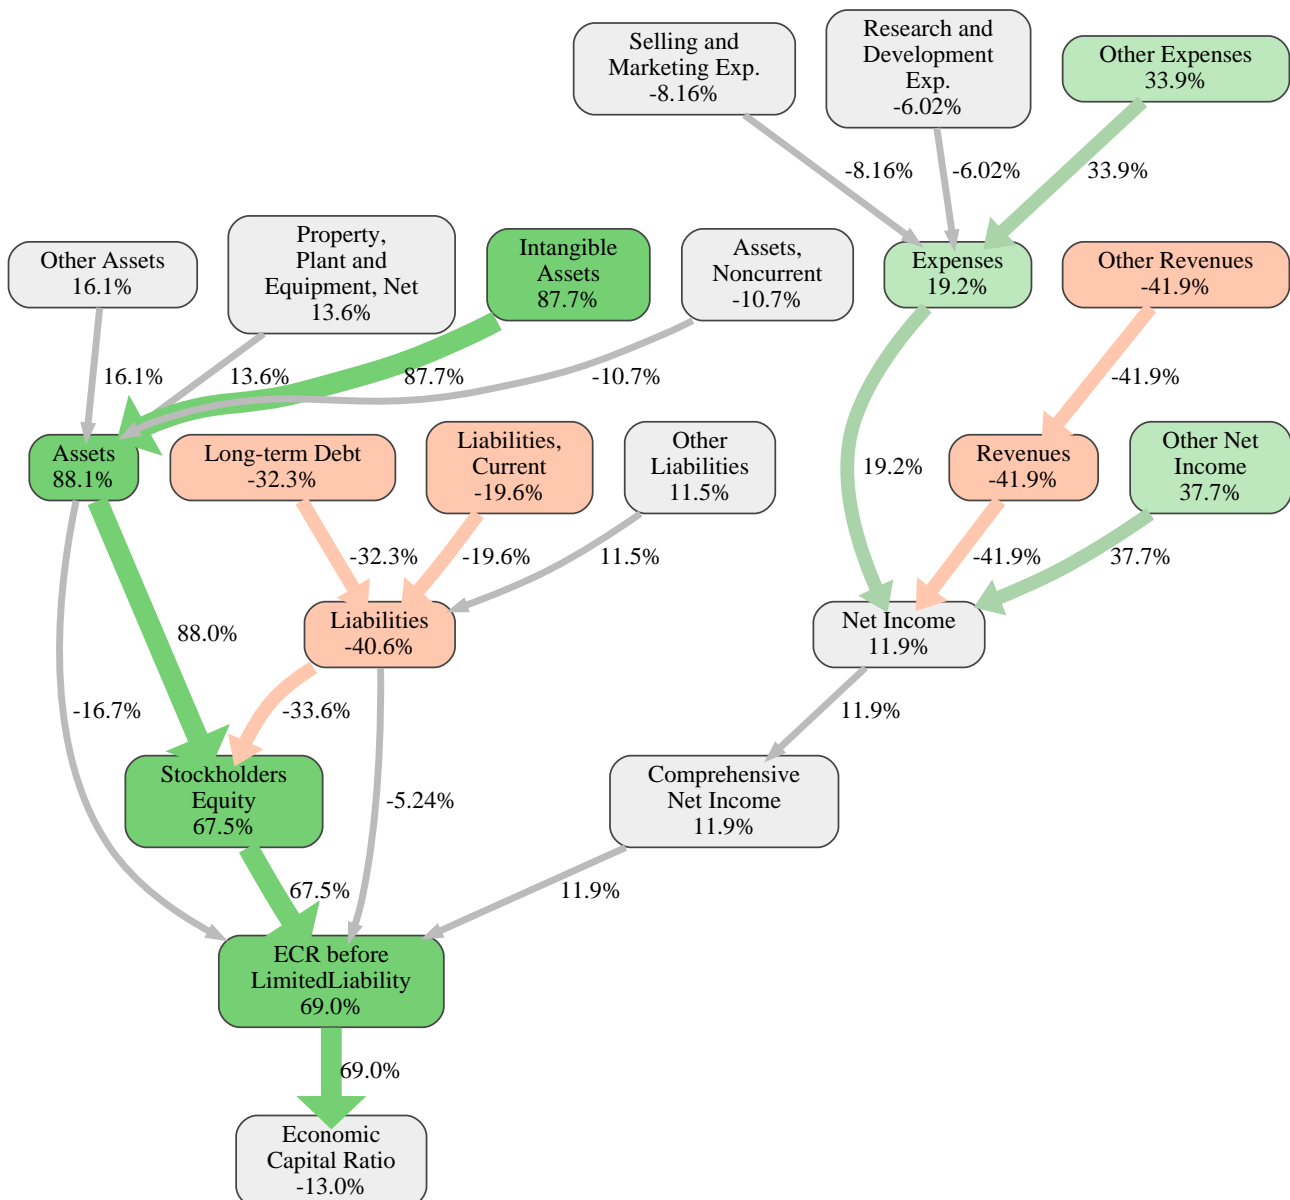 Selling and
Marketing Exp.
-8.16%
Research and
Development
Exp.
-6.02%
Other Expenses
33.9%
-8.16%
-6.02%
33.9%
Other Assets
16.1%
Property,
Plant and
Equipment, Net
13.6%
Intangible
Assets
87.7%
Assets,
Noncurrent
-10.7%
Expenses
19.2%
Other Revenues
-41.9%
16.1%
13.6%
87.7%
-10.7%
-41.9%
Assets
88.1%
Long-term Debt
-32.3%
Liabilities,
Current
-19.6%
Other
Liabilities
11.5%
19.2%
Revenues
-41.9%
Other Net
Income
37.7%
-32.3%
-19.6%
11.5%
-41.9%
37.7%
88.0%
Liabilities
-40.6%
Net Income
11.9%
-16.7%
-33.6%
11.9%
Stockholders
Equity
67.5%
-5.24%
Comprehensive
Net Income
11.9%
67.5%
11.9%
ECR before
LimitedLiability
69.0%
69.0%
Economic
Capital Ratio
-13.0%